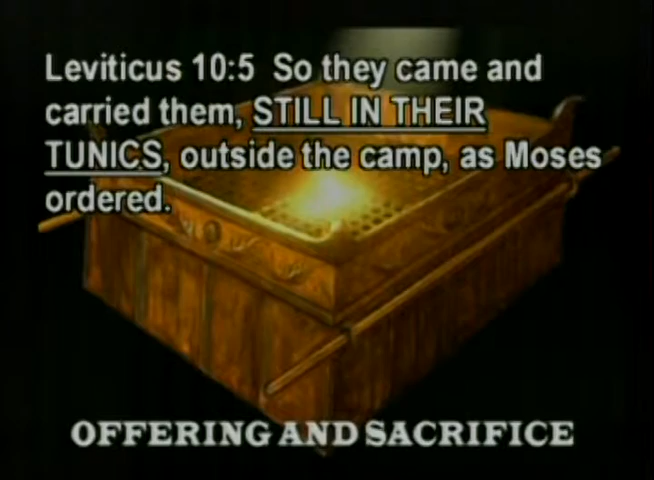 Leviticus 10:5 So they came and
carried them, STILL IN THEIR
TUNICS, outside the camp, as Moses
ordered.
OFFERING AND SACRIFICE